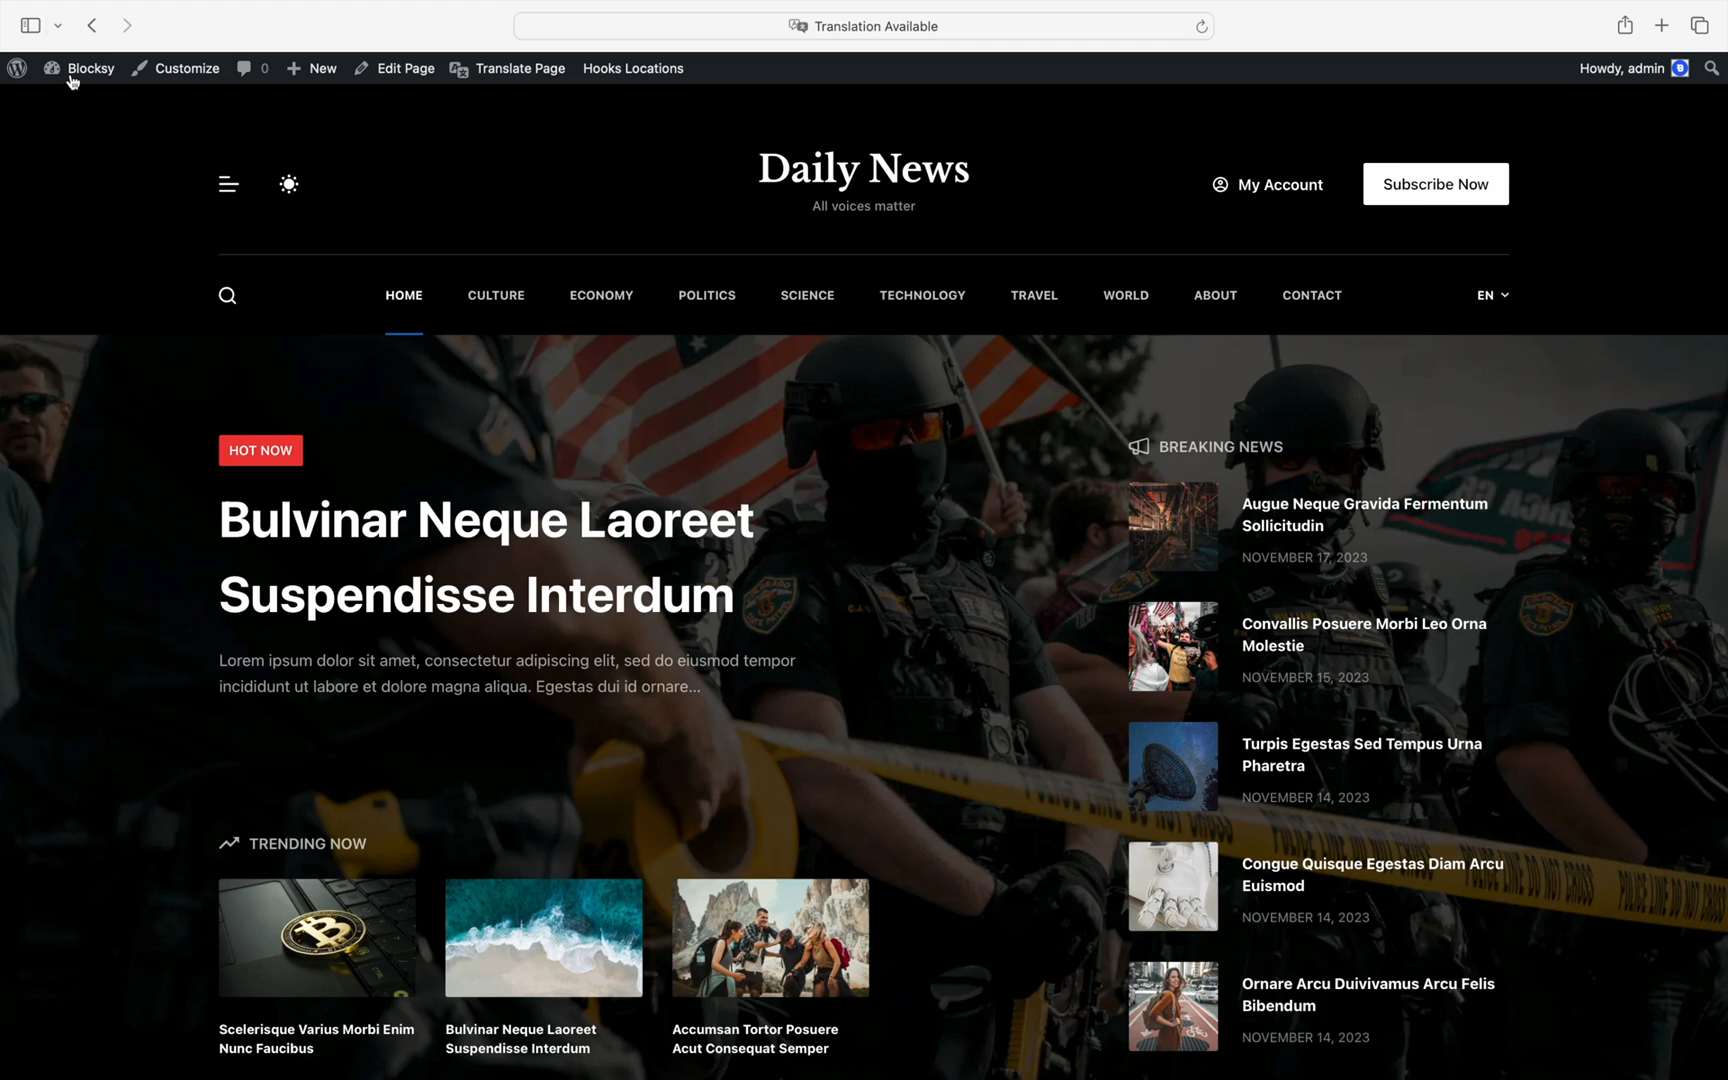 Translation Available
Blocksy Customize 0 New Edit Page Translate Page Hooks Locations Howdy, admin
Daily News
All voices matter
My Account
Subscribe Now
HOME CULTURE ECONOMY POLITICS SCIENCE TECHNOLOGY TRAVEL WORLD ABOUT CONTACT EN
HOT NOW
Bulvinar Neque Laoreet
Suspendisse Interdum
Lorem ipsum dolor sit amet, consectetur adipiscing elit, sed do eiusmod tempor
incididunt ut labore et dolore magna aliqua. Egestas dui id ornare...
TRENDING NOW
Scelerisque Varius Morbi Enim
Nunc Faucibus
Bulvinar Neque Laoreet
Suspendisse Interdum
Accumsan Tortor Posuere
Acut Consequat Semper
BREAKING NEWS
Augue Neque Gravida Fermentum
Sollicitudin
NOVEMBER 17, 2023
Convallis Posuere Morbi Leo Orna
Molestie
NOVEMBER 15, 2023
Turpis Egestas Sed Tempus Urna
Pharetra
NOVEMBER 14, 2023
Congue Quisque Egestas Diam Arcu
Euismod
NOVEMBER 14, 2023
Ornare Arcu Duivivamus Arcu Felis
Bibendum
NOVEMBER 14, 2023
POLICE LINE DO NOT CROSS